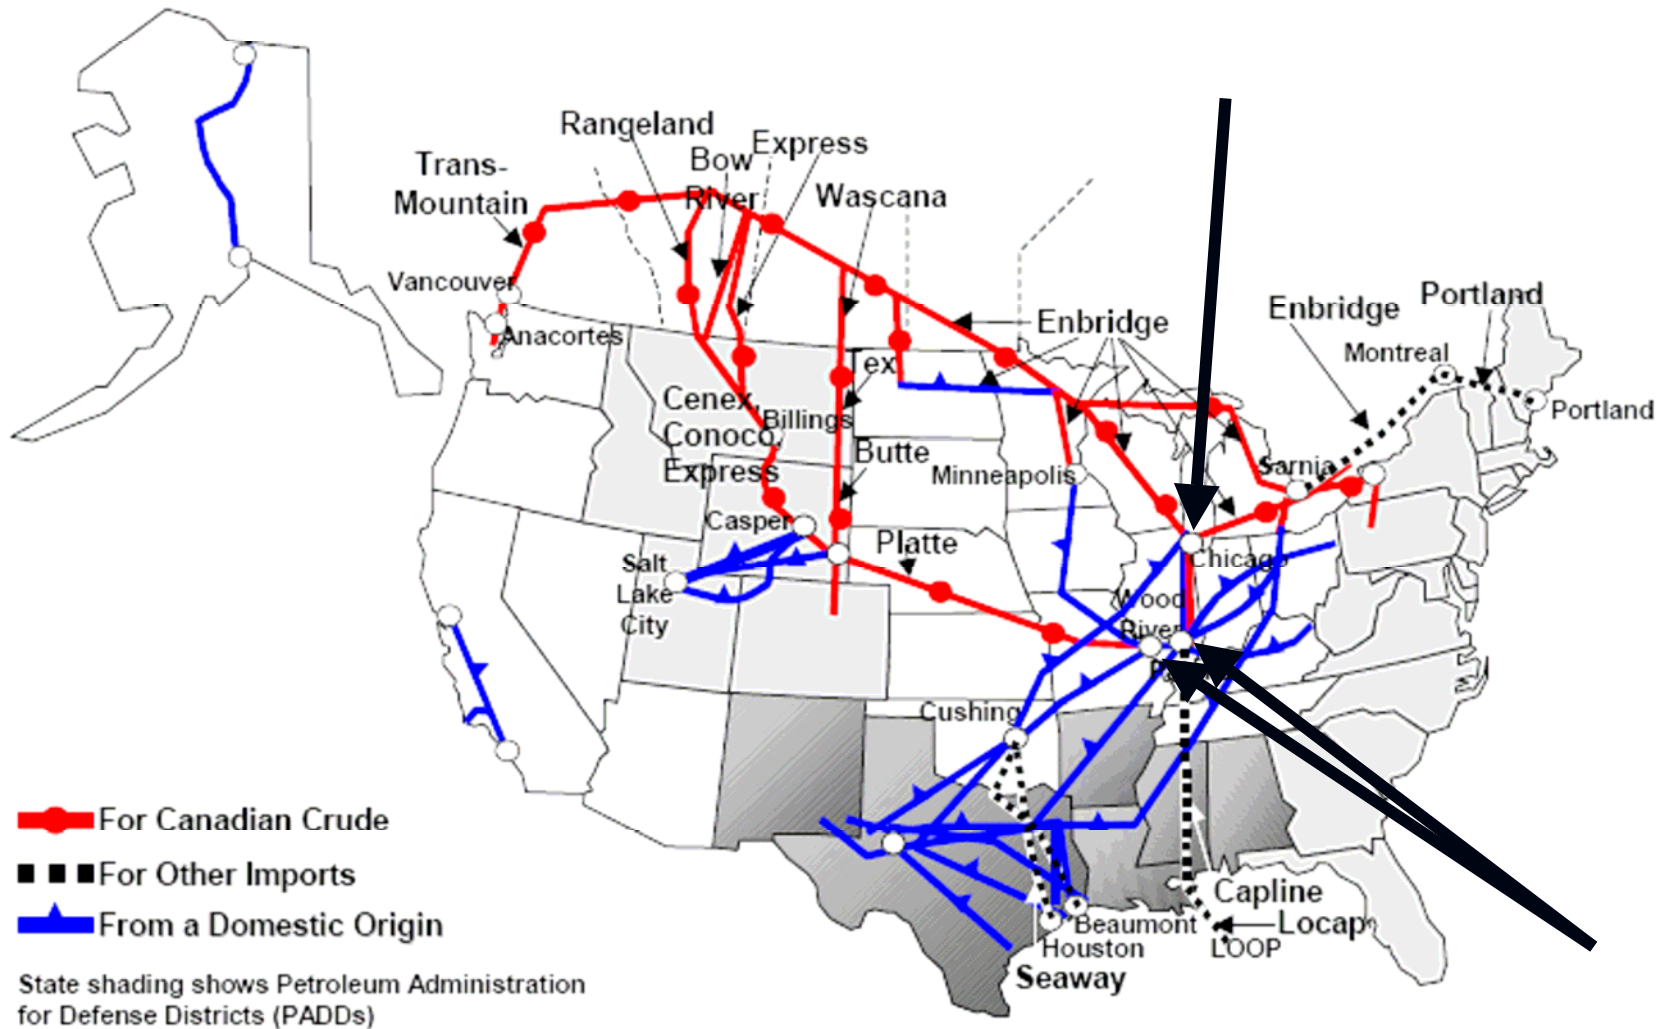 Rangeland
Express
Bow
River
Trans-
Mountain
Wascana
Vancouver
Anacortes
Enbridge
Enbridge
Portland
Montreal
Portland
Tex
Cenex,
Conoco,
Express
Billings
Butte
Minneapolis
Sarnia
Casper
Platte
Chicago
Salt
Lake
City
Wood
River
Cushing
Capline
Locap
LOOP
Beaumont
Houston
Seaway
For Canadian Crude
For Other Imports
From a Domestic Origin
State shading shows Petroleum Administration
for Defense Districts (PADDs)